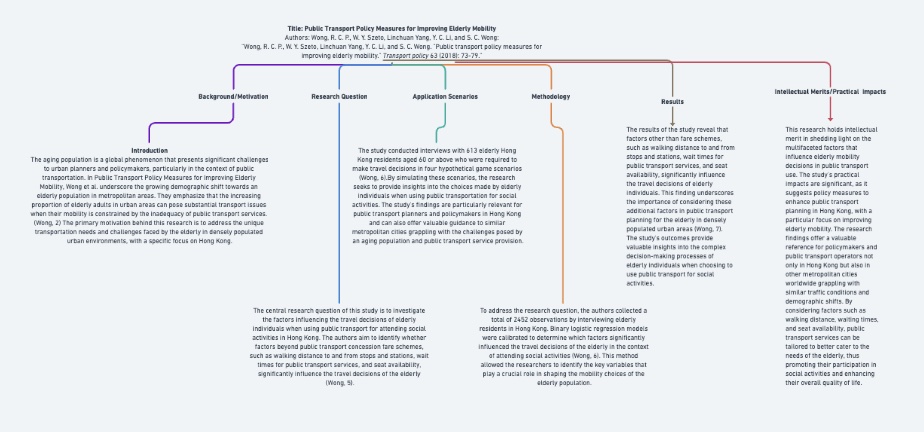 Title: Public Transport Policy Measures for Improving Elderly Mobility
Authors: Wong, R. C. P., W. Y. Szeto, Linchuan Yang, Y. C. Li, and S. C. Wong:
"Wong, R. C. P., W. Y. Szeto, Linchuan Yang, Y. C. Li, and S. C. Wong. "Public transport policy measures for
improving elderly mobility." Transport policy 63 (2018): 73-79."
Background/Motivation
Research Question
Application Scenarios
Methodology
Results
Intellectual Merits/Practical Impacts
Introduction
The aging population is a global phenomenon that presents significant challenges
to urban planners and policymakers, particularly in the context of public
transportation. In Public Transport Policy Measures for Improving Elderly
Mobility, Wong et al. underscore the growing demographic shift towards an
elderly population in metropolitan areas. They emphasize that the increasing
proportion of elderly adults in urban areas can pose substantial transport issues
when their mobility is constrained by the inadequacy of public transport services.
(Wong, 2) The primary motivation behind this research is to address the unique
transportation needs and challenges faced by the elderly in densely populated
urban environments, with a specific focus on Hong Kong.
The central research question of this study is to investigate
the factors influencing the travel decisions of elderly
individuals when using public transport for attending social
activities in Hong Kong. The authors aim to identify whether
factors beyond public transport concession fare schemes,
such as walking distance to and from stops and stations, wait
times for public transport services, and seat availability,
significantly influence the travel decisions of the elderly
(Wong, 5).
The study conducted interviews with 613 elderly Hong
Kong residents aged 60 or above who were required to
make travel decisions in four hypothetical game scenarios
(Wong, 6).By simulating these scenarios, the research
seeks to provide insights into the choices made by elderly
individuals when using public transportation for social
activities. The study's findings are particularly relevant for
public transport planners and policymakers in Hong Kong
and can also offer valuable guidance to similar
metropolitan cities grappling with the challenges posed by
an aging population and public transport service provision.
To address the research question, the authors collected a
total of 2452 observations by interviewing elderly
residents in Hong Kong. Binary logistic regression models
were calibrated to determine which factors significantly
influenced the travel decisions of the elderly in the context
of attending social activities (Wong, 6). This method
allowed the researchers to identify the key variables that
play a crucial role in shaping the mobility choices of the
elderly population.
The results of the study reveal that
factors other than fare schemes,
such as walking distance to and from
stops and stations, wait times for
public transport services, and seat
availability, significantly influence
the travel decisions of elderly
individuals. This finding underscores
the importance of considering these
additional factors in public transport
planning for the elderly in densely
populated urban areas (Wong, 7).
The study's outcomes provide
valuable insights into the complex
decision-making processes of
elderly individuals when choosing to
use public transport for social
activities.
This research holds intellectual
merit in shedding light on the
multifaceted factors that
influence elderly mobility
decisions in public transport
use. The study's practical
impacts are significant, as it
suggests policy measures to
enhance public transport
planning in Hong Kong, with a
particular focus on improving
elderly mobility. The research
findings offer a valuable
reference for policymakers and
public transport operators not
only in Hong Kong but also in
other metropolitan cities
worldwide grappling with
similar traffic conditions and
demographic shifts. By
considering factors such as
walking distance, waiting times,
and seat availability, public
transport services can be
tailored to better cater to the
needs of the elderly, thus
promoting their participation in
social activities and enhancing
their overall quality of life.